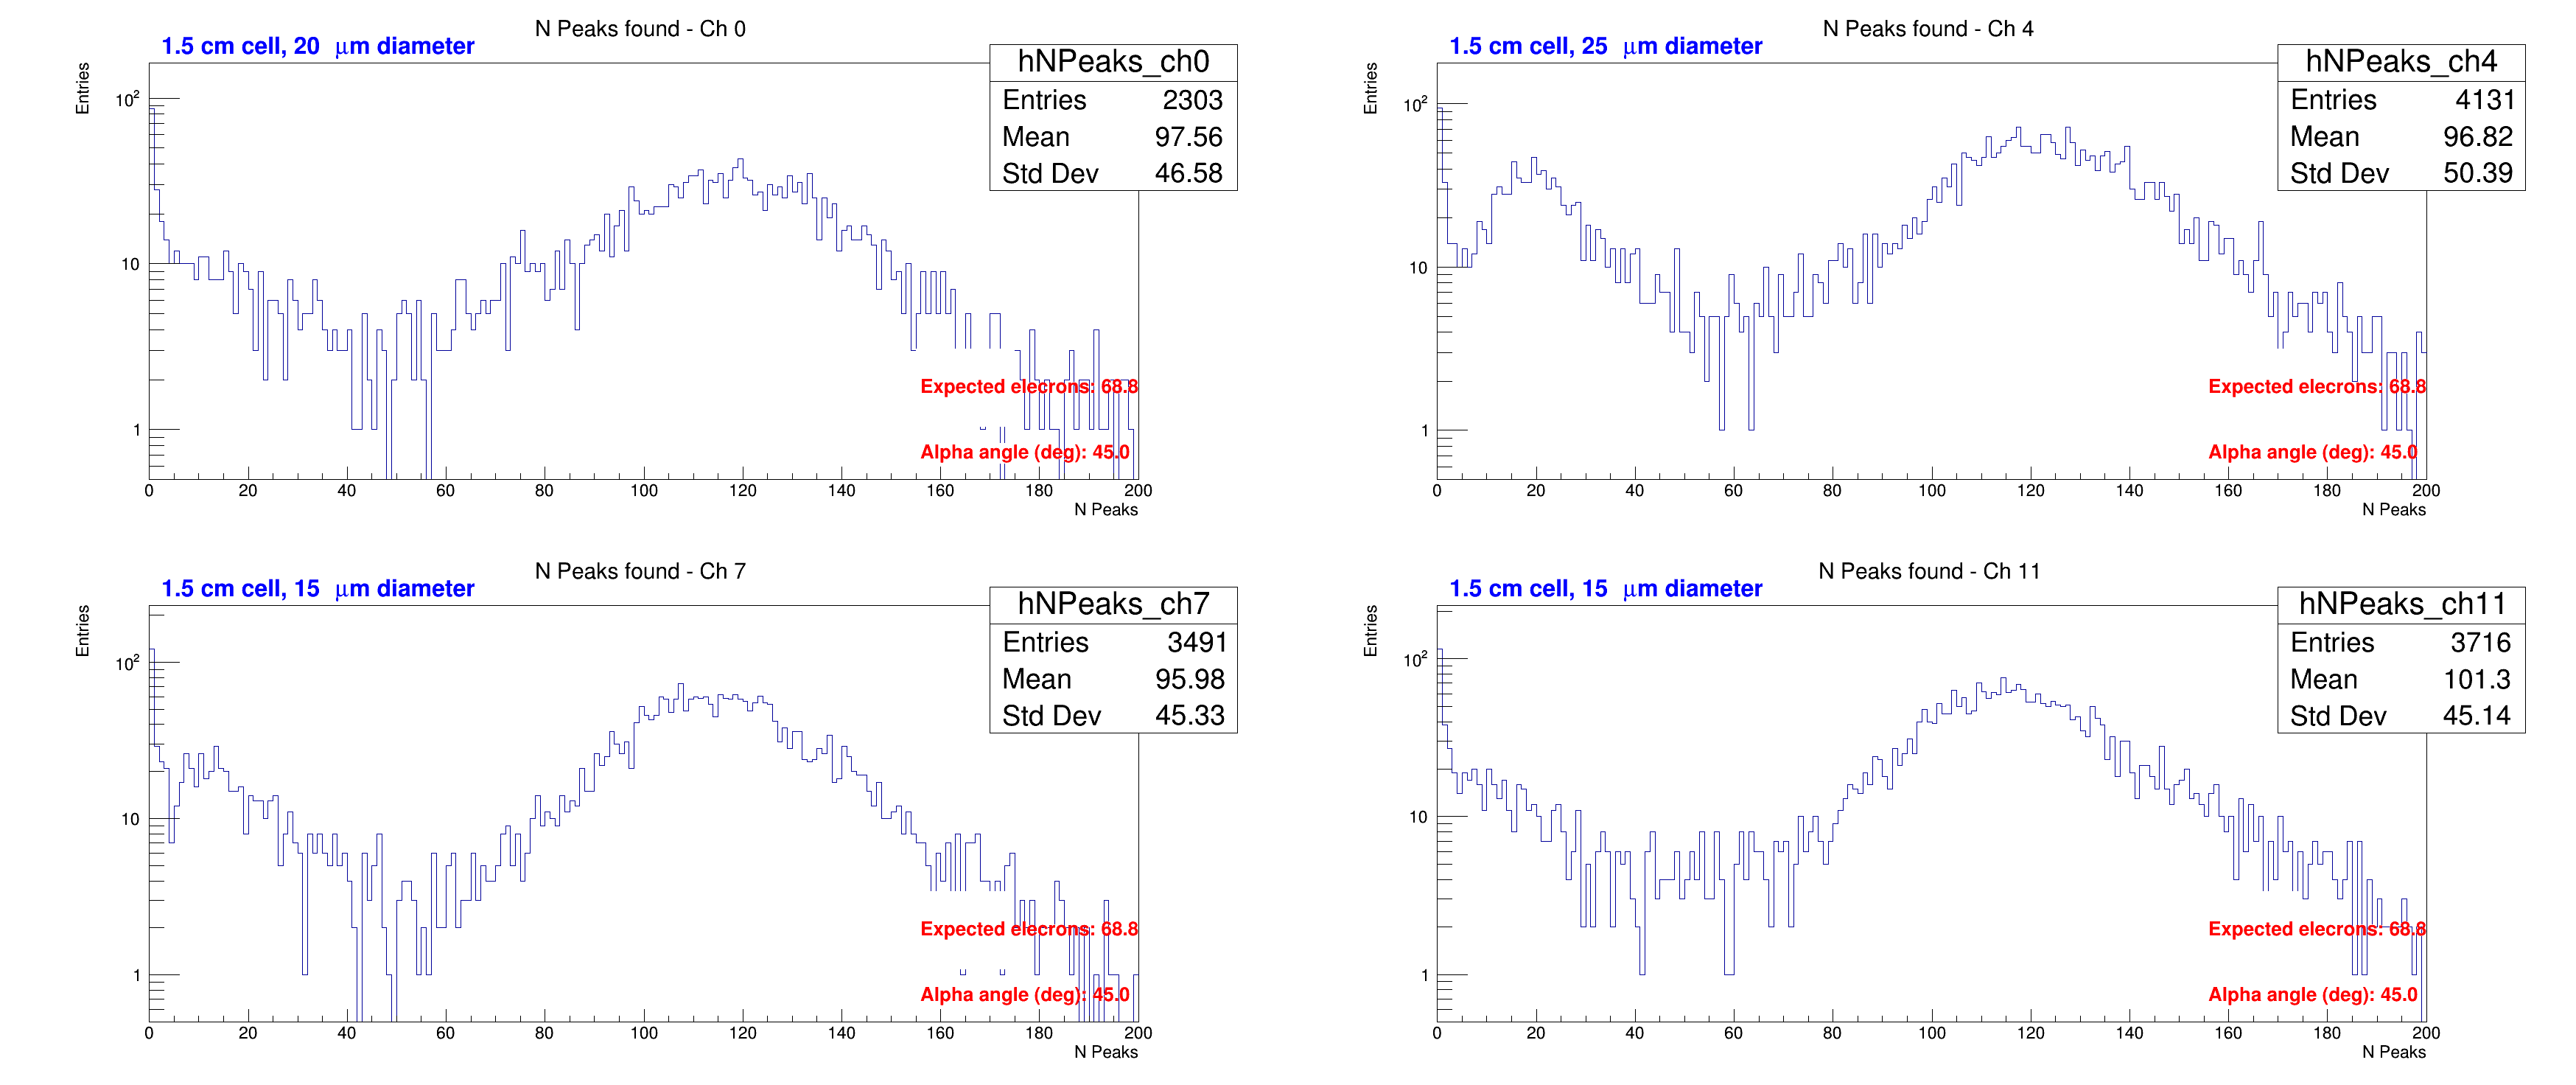 N Peaks found - Ch 0
1.5 cm cell, 20 μm diameter
hNPeaks_ch0
Entries 2303
Mean 97.56
Std Dev 46.58
Entries
10²
10
1
Expected elecrons: 68.8
Alpha angle (deg): 45.0
0 20 40 60 80 100 120 140 160 180 200
N Peaks
N Peaks found - Ch 4
1.5 cm cell, 25 μm diameter
hNPeaks_ch4
Entries 4131
Mean 96.82
Std Dev 50.39
Entries
10²
10
1
Expected elecrons: 68.8
Alpha angle (deg): 45.0
0 20 40 60 80 100 120 140 160 180 200
N Peaks
N Peaks found - Ch 7
1.5 cm cell, 15 μm diameter
hNPeaks_ch7
Entries 3491
Mean 95.98
Std Dev 45.33
Entries
10²
10
1
Expected elecrons: 68.8
Alpha angle (deg): 45.0
0 20 40 60 80 100 120 140 160 180 200
N Peaks
N Peaks found - Ch 11
1.5 cm cell, 15 μm diameter
hNPeaks_ch11
Entries 3716
Mean 101.3
Std Dev 45.14
Entries
10²
10
1
Expected elecrons: 68.8
Alpha angle (deg): 45.0
0 20 40 60 80 100 120 140 160 180 200
N Peaks